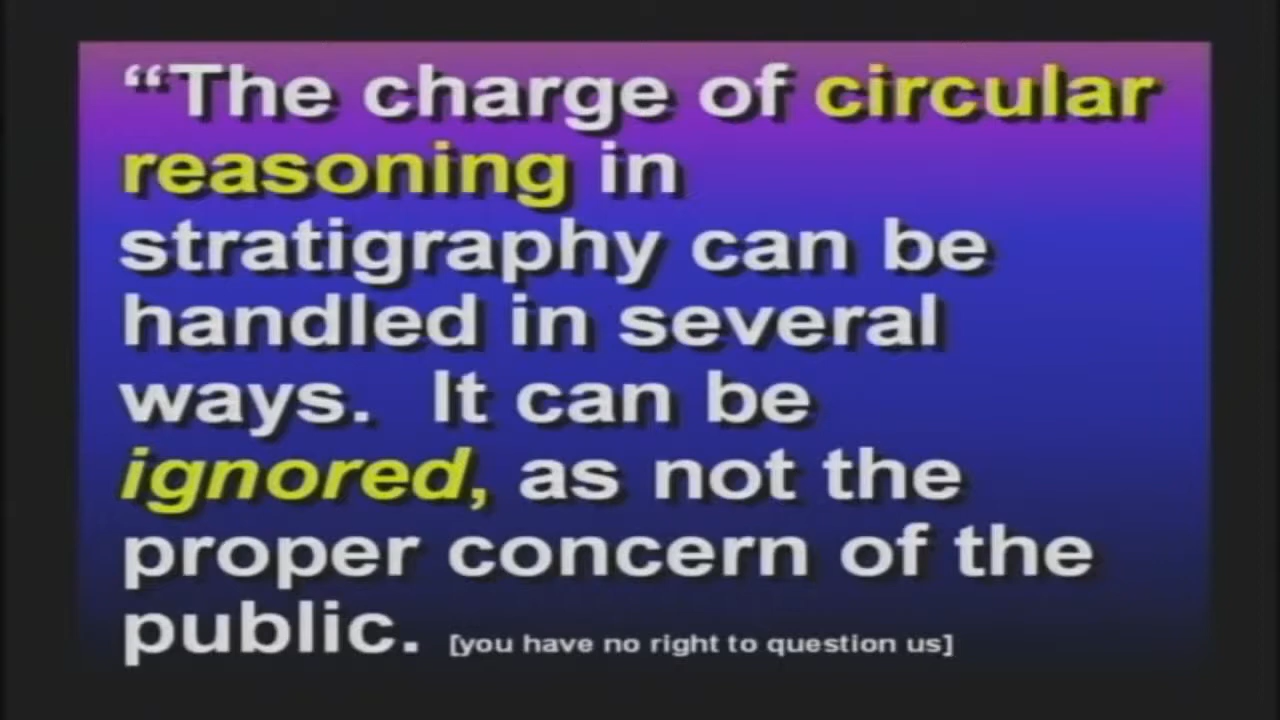 “The charge of circular
reasoning in
stratigraphy can be
handled in several
ways.  It can be
ignored, as not the
proper concern of the
public. [you have no right to question us]